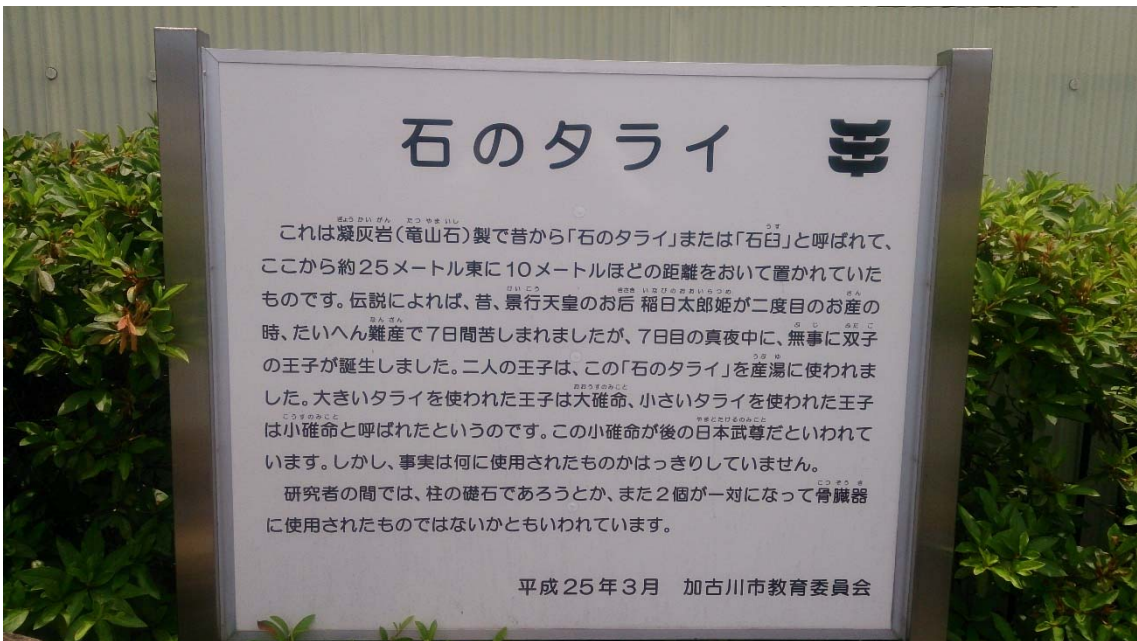 石のタライ
これは凝灰岩(竜山石)製で昔から「石のタライ」または「石臼」と呼ばれて、
ここから約25メートル東に10メートルほどの距離をおいて置かれていた
ものです。伝説によれば、昔、景行天皇のお后 稲日太郎姫が二度目のお産の
時、たいへん難産で7日間苦しまれましたが、7日目の真夜中に、無事に双子
の王子が誕生しました。二人の王子は、この「石のタライ」を産湯に使われま
した。大きいタライを使われた王子は大碓命、小さいタライを使われた王子
は小碓命と呼ばれたというのです。この小碓命が後の日本武尊だといわれて
います。しかし、事実は何に使用されたものかはっきりしていません。
研究者の間では、柱の礎石であろうとか、また2個が一対になって骨臓器
に使用されたものではないかともいわれています。
平成25年3月 加古川市教育委員会